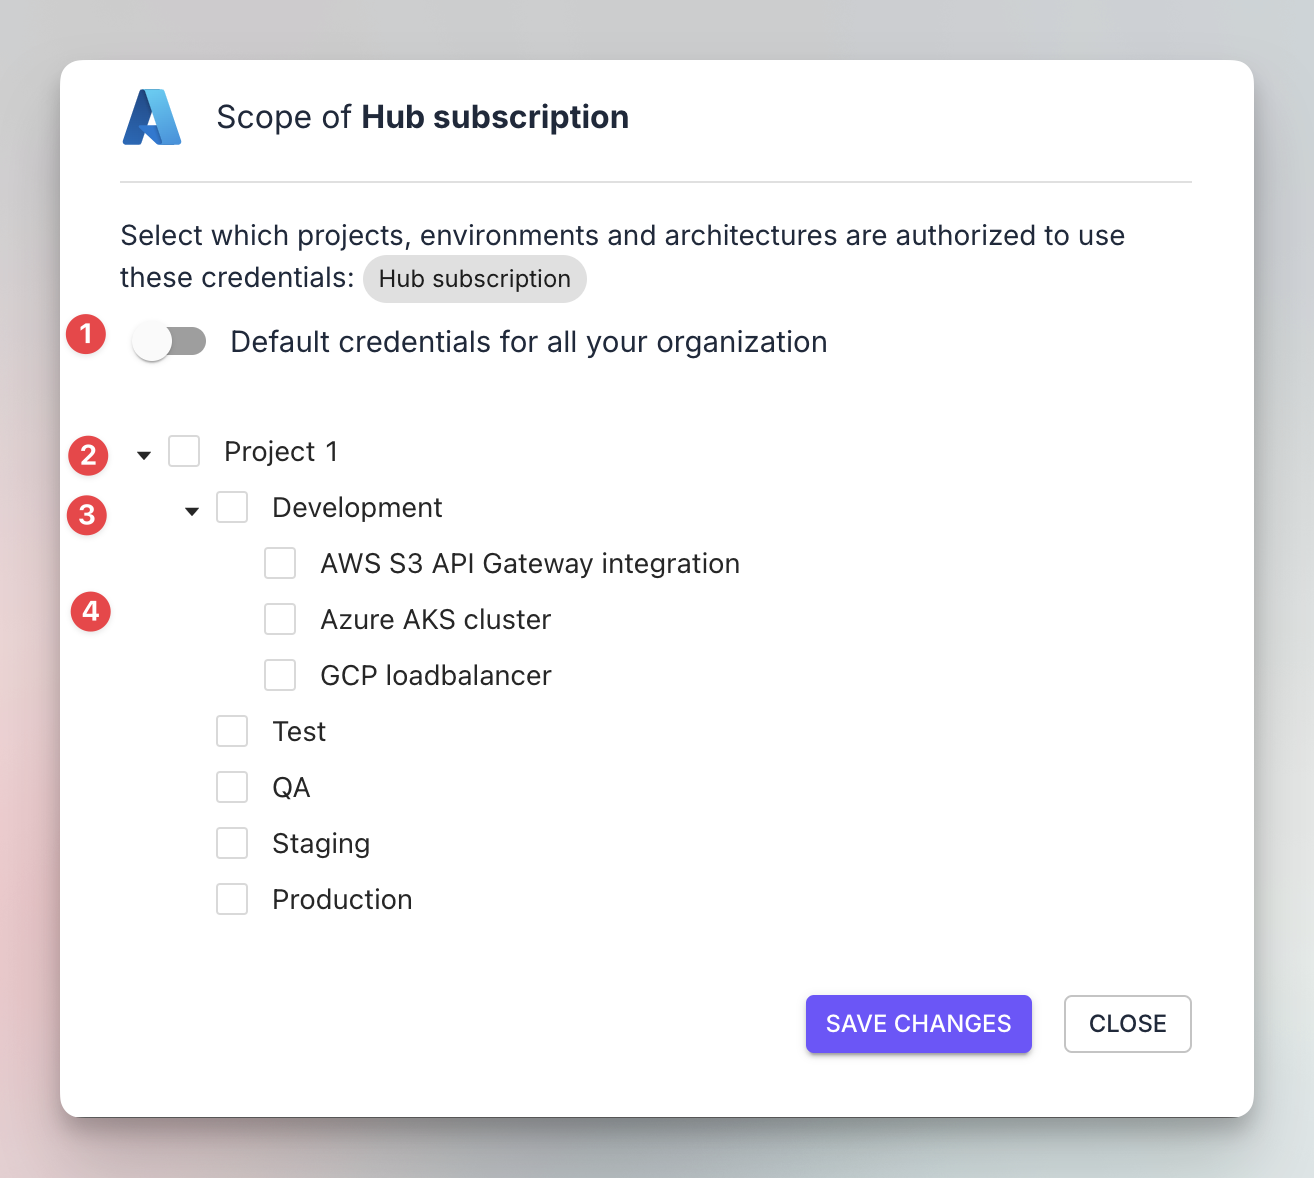 Scope of Hub subscription
Select which projects, environments and architectures are authorized to use
these credentials: Hub subscription
1 Default credentials for all your organization
2 Project 1
3 Development
AWS S3 API Gateway integration
4 Azure AKS cluster
GCP loadbalancer
Test
QA
Staging
Production
SAVE CHANGES CLOSE